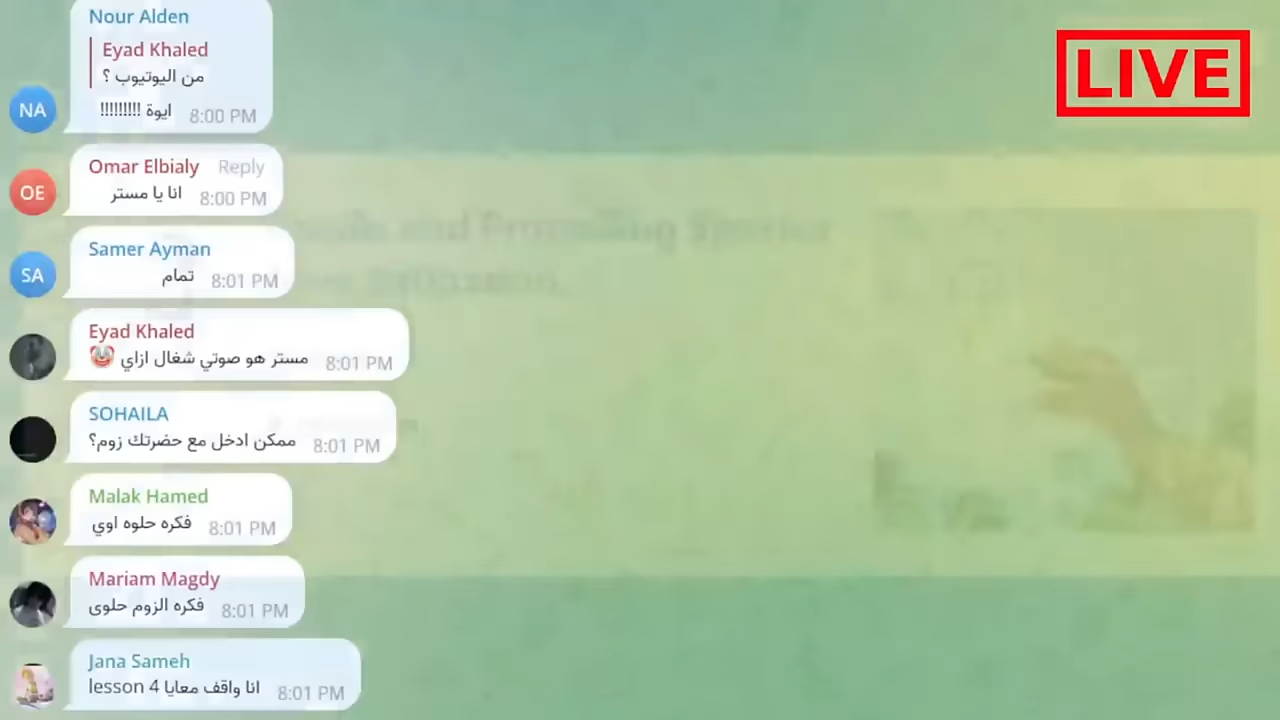 Nour Alden
Eyad Khaled
من اليوتيوب ؟
ايوة !!!!!!!!!
8:00 PM
LIVE
NA
Omar Elbialy Reply
انا يا مستر
8:00 PM
OE
Samer Ayman
تمام
8:01 PM
SA
Eyad Khaled
مستر هو صوتي شغال ازاي 🤡
8:01 PM
SOHAILA
ممكن ادخل مع حضرتك زوم؟
8:01 PM
Malak Hamed
فكره حلوه اوي
8:01 PM
Mariam Magdy
فكره الزوم حلوى
8:01 PM
Jana Sameh
انا واقف معايا lesson 4
8:01 PM